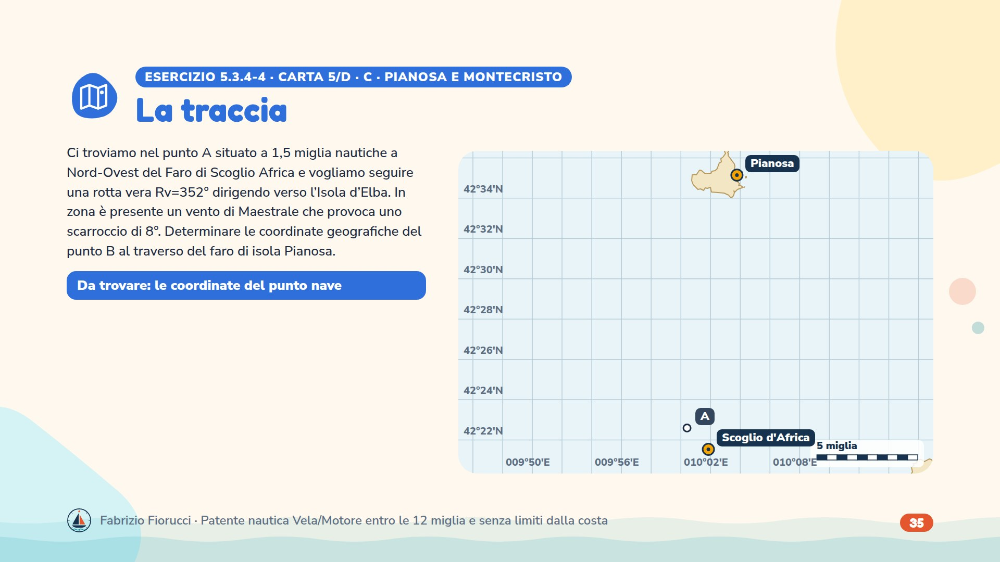 ESERCIZIO 5.3.4-4 · CARTA 5/D · C · PIANOSA E MONTECRISTO
La traccia
Ci troviamo nel punto A situato a 1,5 miglia nautiche a
Nord-Ovest del Faro di Scoglio Africa e vogliamo seguire
una rotta vera Rv=352° dirigendo verso l’Isola d’Elba. In
zona è presente un vento di Maestrale che provoca uno
scarroccio di 8°. Determinare le coordinate geografiche del
punto B al traverso del faro di isola Pianosa.
Da trovare: le coordinate del punto nave
Pianosa
42°34'N
42°32'N
42°30'N
42°28'N
42°26'N
42°24'N
A
42°22'N
Scoglio d'Africa
5 miglia
009°50'E
009°56'E
010°02'E
010°08'E
Fabrizio Fiorucci · Patente nautica Vela/Motore entro le 12 miglia e senza limiti dalla costa
35